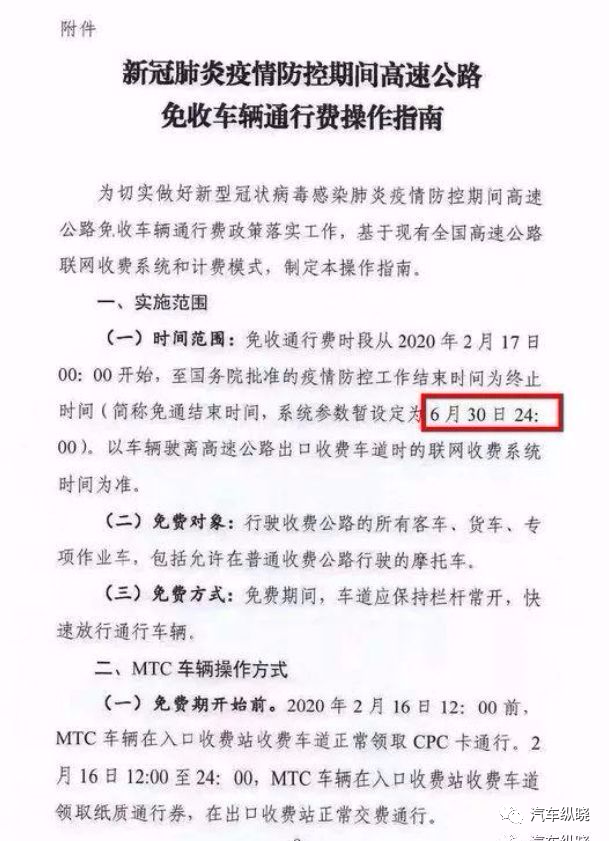 附件
新冠肺炎疫情防控期间高速公路
免收车辆通行费操作指南
为切实做好新型冠状病毒感染肺炎疫情防控期间高速
公路免收车辆通行费政策落实工作，基于现有全国高速公路
联网收费系统和计费模式，制定本操作指南。
一、实施范围
（一）时间范围：免收通行费时段从 2020 年 2 月 17 日
00：00 开始，至国务院批准的疫情防控工作结束时间为终止
时间（简称免通结束时间，系统参数暂设定为 6 月 30 日 24：
00）。以车辆驶离高速公路出口收费车道时的联网收费系统
时间为准。
（二）免费对象：行驶收费公路的所有客车、货车、专
项作业车，包括允许在普通收费公路行驶的摩托车。
（三）免费方式：免费期间，车道应保持栏杆常开，快
速放行通行车辆。
二、MTC 车辆操作方式
（一）免费期开始前。2020 年 2 月 16 日 12：00 前，
MTC 车辆在入口收费站收费车道正常领取 CPC 卡通行。2
月 16 日 12:00 至 24：00，MTC 车辆在入口收费站收费车道
领取纸质通行券，在出口收费站正常交费通行。
汽车纵晓